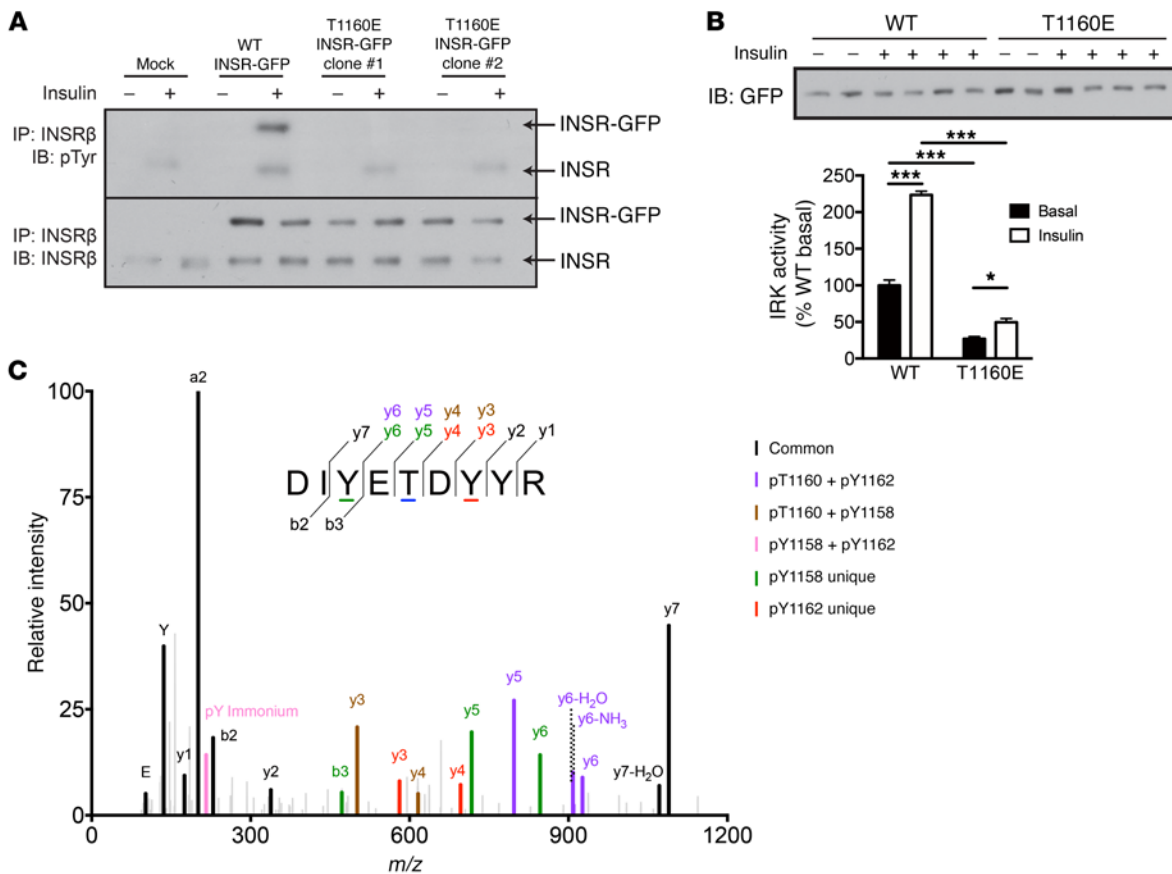 A
Mock
WT
INSR-GFP
T1160E
INSR-GFP
clone #1
T1160E
INSR-GFP
clone #2
Insulin – + – + – + – +
IP: INSRβ
IB: pTyr
INSR-GFP
INSR
IP: INSRβ
IB: INSRβ
INSR-GFP
INSR
B
WT T1160E
Insulin – – + + + + – – + + + +
IB: GFP
***
***
***
*
IRK activity
(% WT basal)
250
200
150
100
50
0
Basal
Insulin
WT T1160E
C
Relative intensity
100
75
50
25
0
y6 y5 y4 y3
y7 y6 y5 y4 y3 y2 y1
DIYETDYYR
b2 b3
a2
Y
E
y1
pY Immonium
b2
y2
b3
y3
y3
y4
y4
y5
y5
y6
y6-H₂O
y6-NH₃
y6
y7-H₂O
y7
0 300 600 900 1200
m/z
Common
pT1160 + pY1162
pT1160 + pY1158
pY1158 + pY1162
pY1158 unique
pY1162 unique